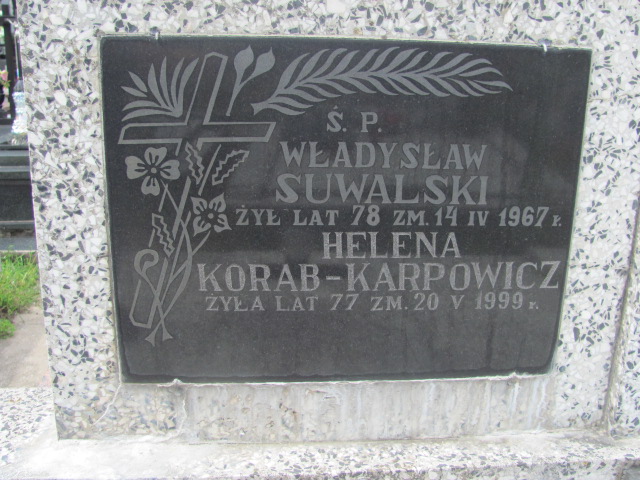 Ś. P.
WŁADYSŁAW
SUWALSKI
ŻYŁ LAT 78 ZM. 14 IV 1967 r.
HELENA
KORAB-KARPOWICZ
ŻYŁA LAT 77 ZM. 20 V 1999 r.